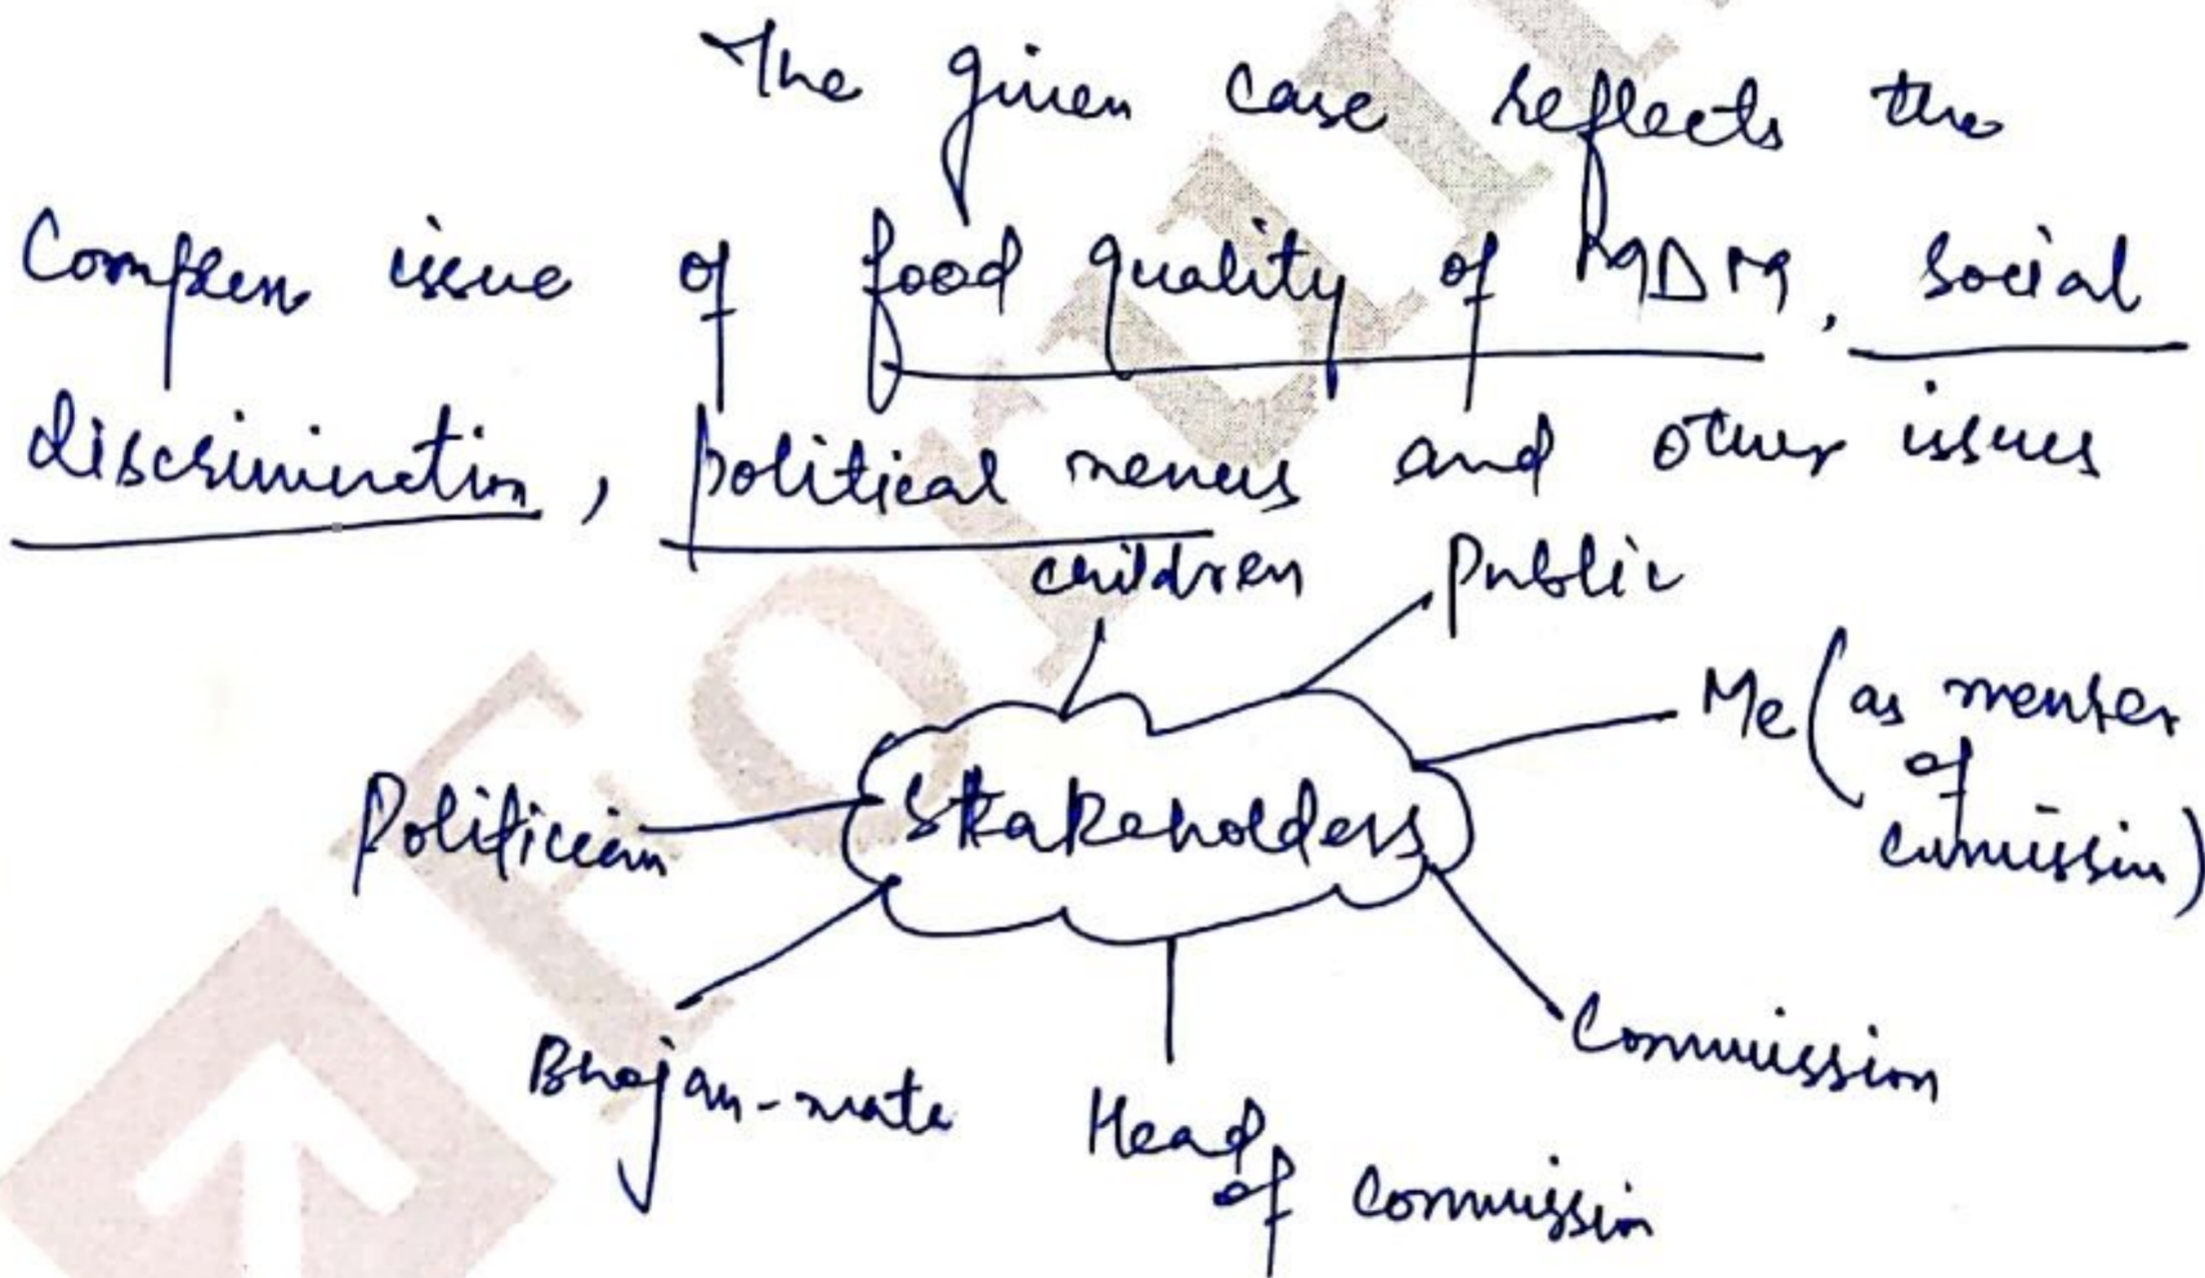 The given case reflects the
Complex issue of food quality of MDM, social
discrimination, political nexus and other issues
children
Public
Me (as member
of
commission)
Politician
Stakeholders
Bhojan-mata
Commission
Head
of commission